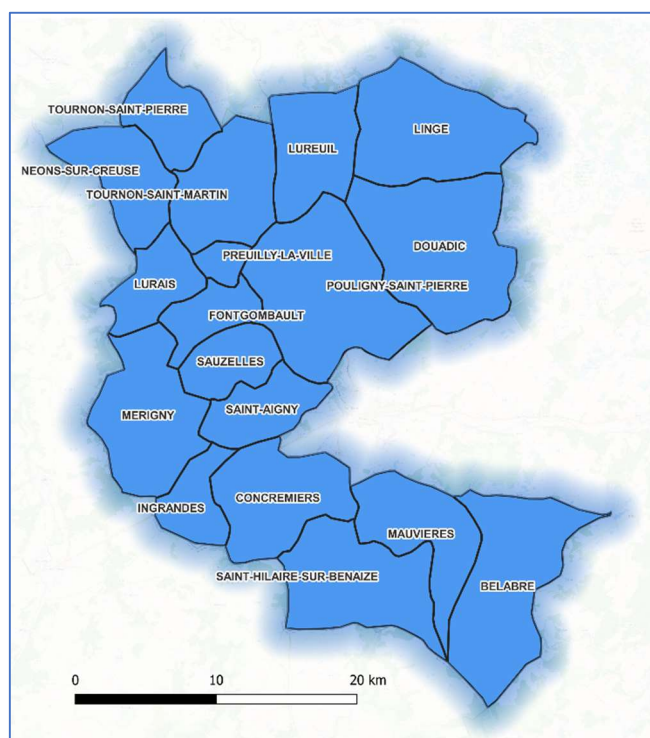 TOURNON-SAINT-PIERRE
LINGE
LUREUIL
NEONS-SUR-CREUSE
TOURNON-SAINT-MARTIN
DOUADIC
PREUILLY-LA-VILLE
LURAIS
POULIGNY-SAINT-PIERRE
FONTGOMBAULT
SAUZELLES
SAINT-AIGNY
MERIGNY
CONCREMIERS
INGRANDES
MAUVIERES
SAINT-HILAIRE-SUR-BENAIZE
BELABRE
0 10 20 km